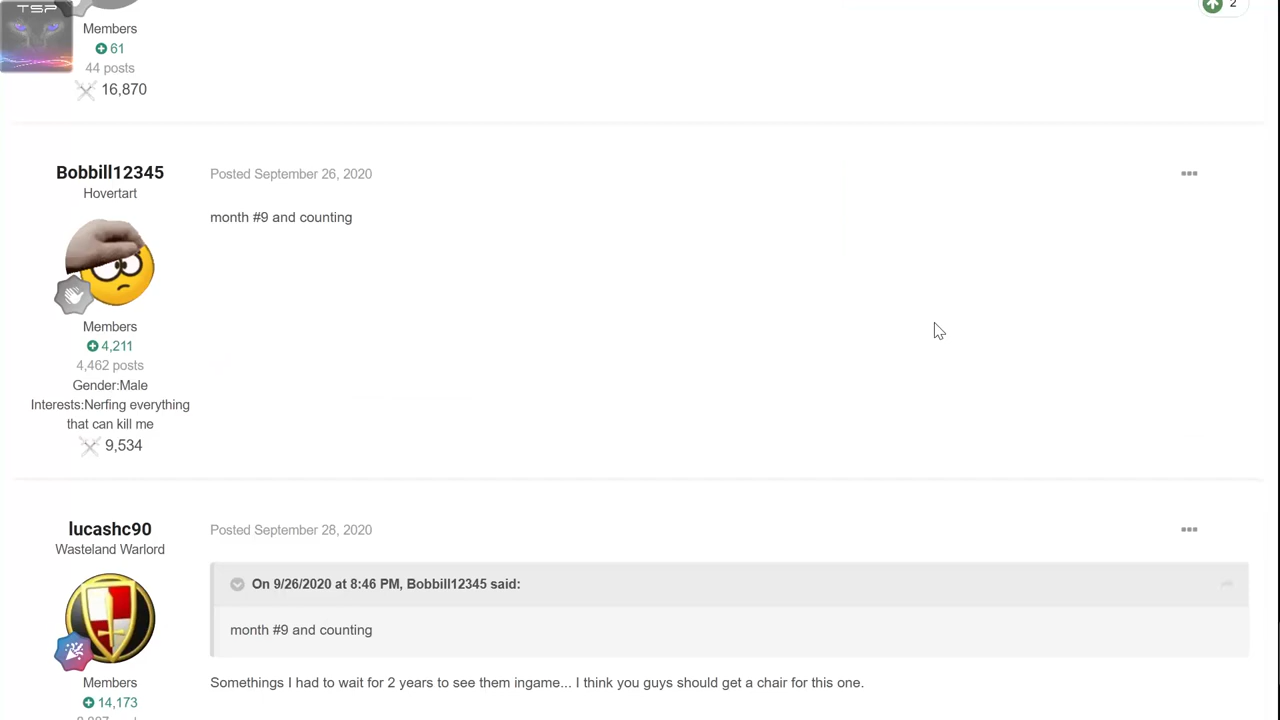 TSP
2
Members
61
44 posts
16,870
Bobbill12345
Posted September 26, 2020
Hovertart
month #9 and counting
Members
4,211
4,462 posts
Gender:Male
Interests:Nerfing everything
that can kill me
9,534
lucashc90
Posted September 28, 2020
Wasteland Warlord
On 9/26/2020 at 8:46 PM, Bobbill12345 said:
month #9 and counting
Somethings I had to wait for 2 years to see them ingame... I think you guys should get a chair for this one.
Members
14,173